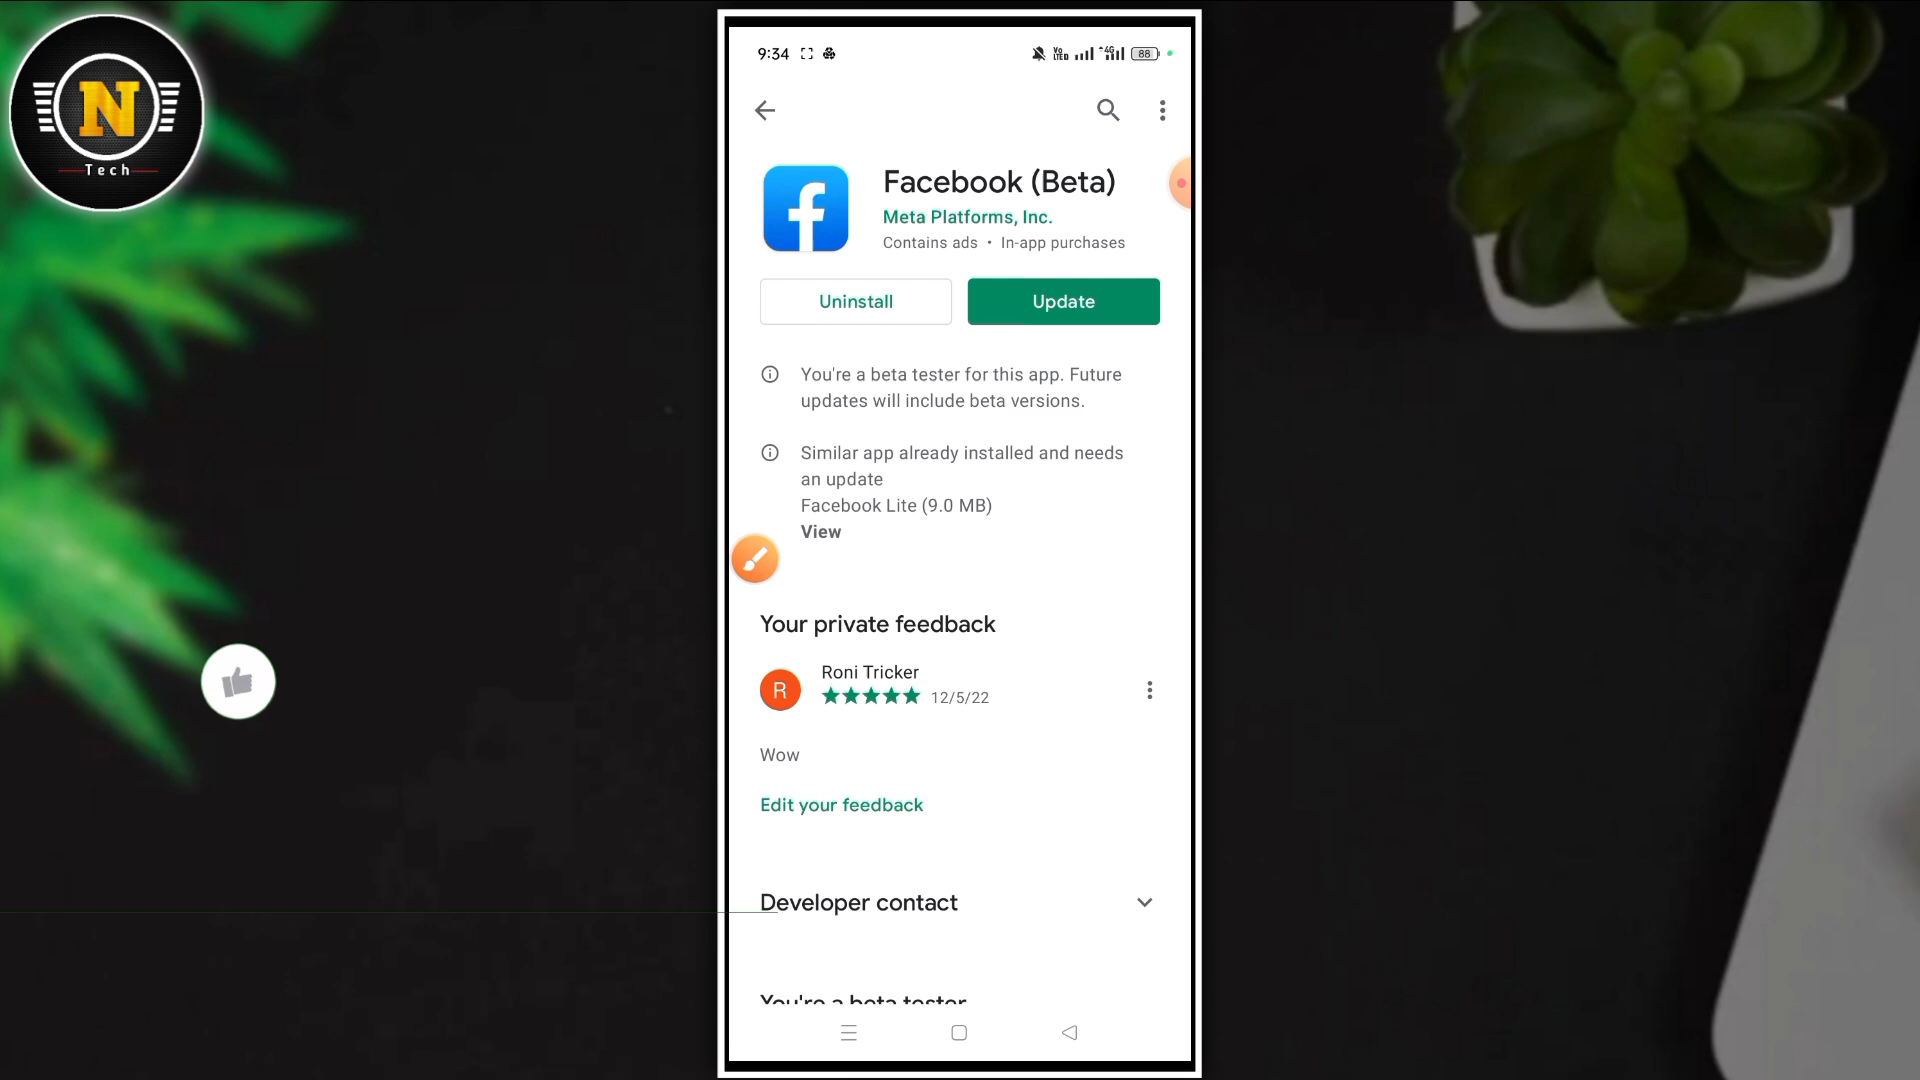 N
Tech
9:34
Vo
LTE
4G
88
Facebook (Beta)
Meta Platforms, Inc.
Contains ads • In-app purchases
Uninstall
Update
You're a beta tester for this app. Future
updates will include beta versions.
Similar app already installed and needs
an update
Facebook Lite (9.0 MB)
View
Your private feedback
R
Roni Tricker
12/5/22
Wow
Edit your feedback
Developer contact
You're a beta tester